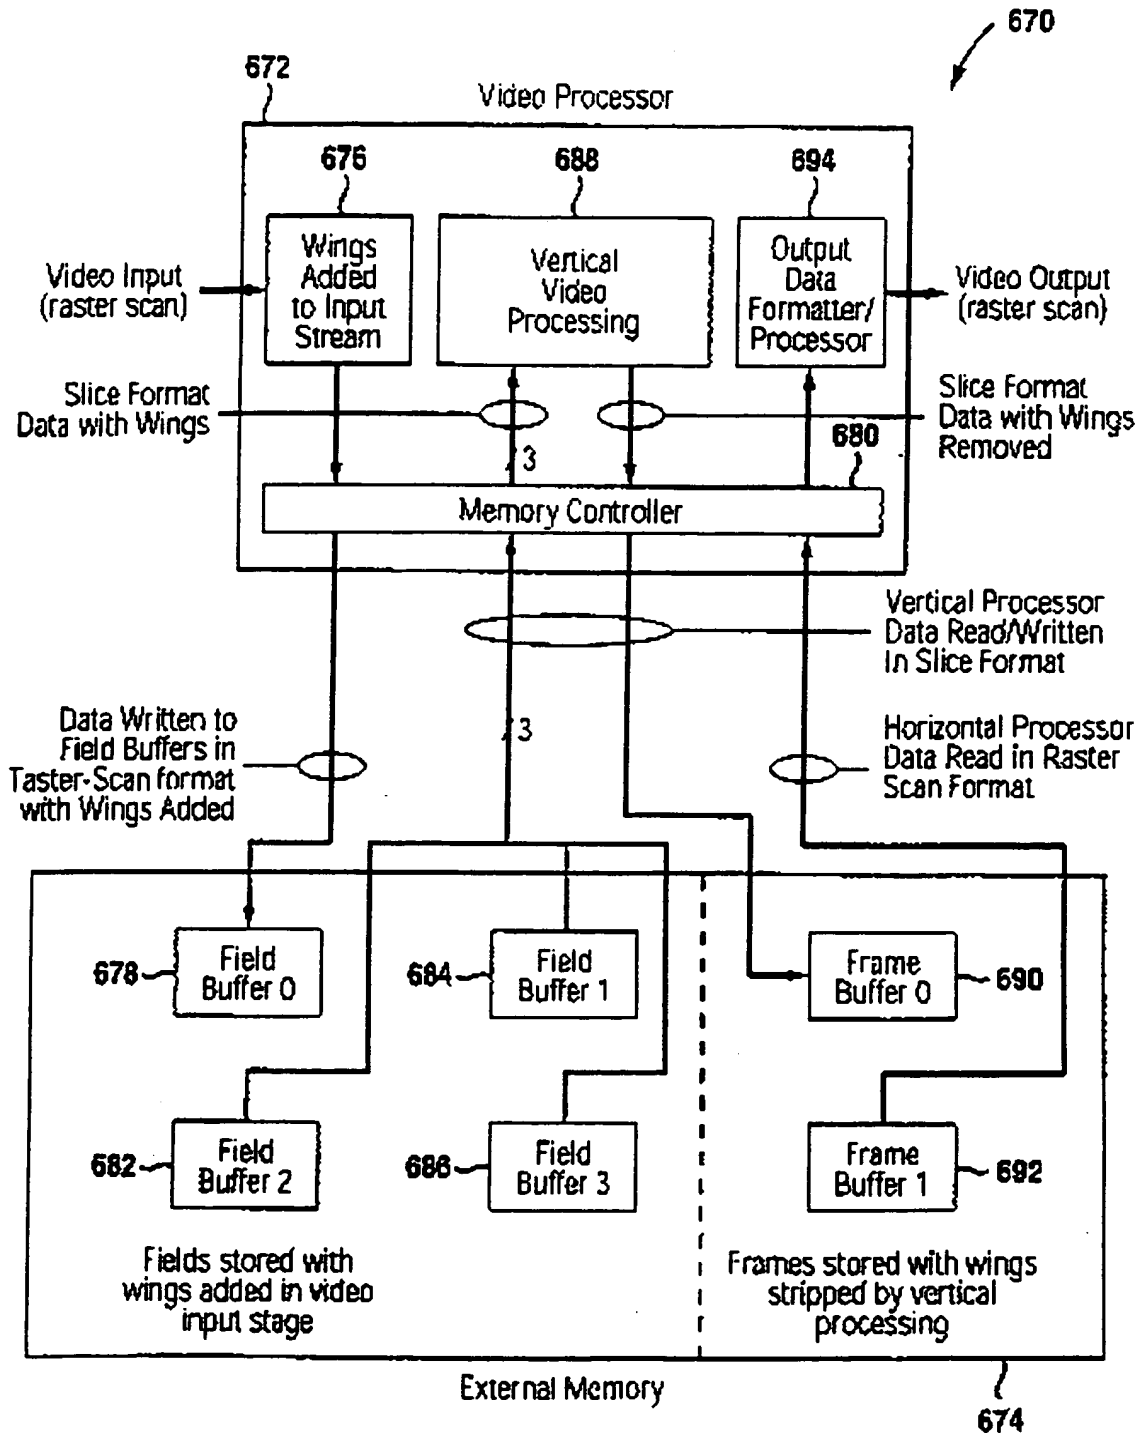 670
672
Video Processor
676
688
694
Wings
Added
to Input
Stream
Vertical
Video
Processing
Output
Data
Formatter/
Processor
Video Input
(raster scan)
Video Output
(raster scan)
Slice Format
Data with Wings
Slice Format
Data with Wings
Removed
3
680
Memory Controller
Vertical Processor
Data Read/Written
In Slice Format
Data Written to
Field Buffers in
Taster-Scan format
with Wings Added
3
Horizontal Processor
Data Read in Raster
Scan Format
678
Field
Buffer 0
684
Field
Buffer 1
Frame
Buffer 0
690
682
Field
Buffer 2
686
Field
Buffer 3
Frame
Buffer 1
692
Fields stored with
wings added in video
input stage
Frames stored with wings
stripped by vertical
processing
External Memory
674